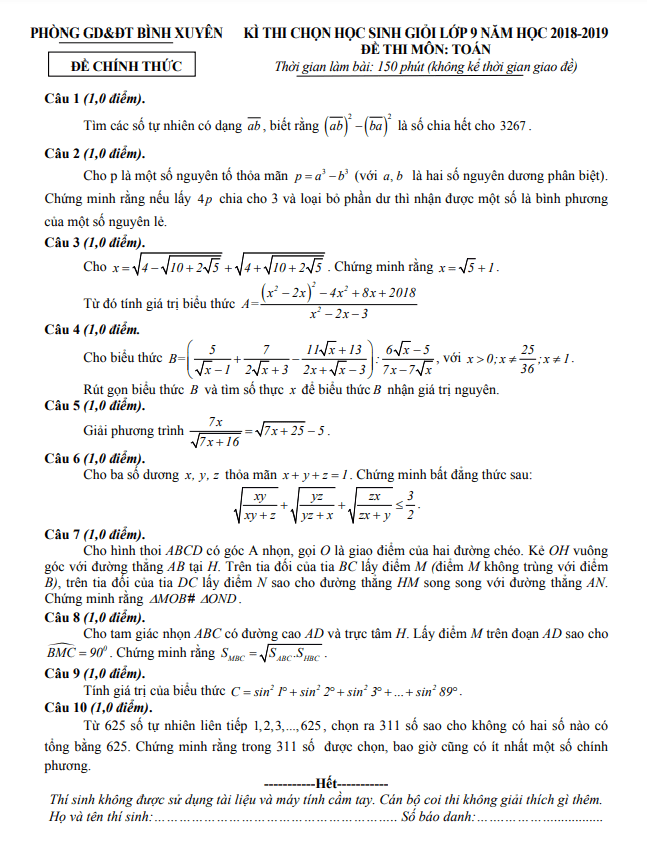 PHÒNG GD&ĐT BÌNH XUYÊN KÌ THI CHỌN HỌC SINH GIỎI LỚP 9 NĂM HỌC 2018-2019
ĐỀ THI MÔN: TOÁN
ĐỀ CHÍNH THỨC Thời gian làm bài: 150 phút (không kể thời gian giao đề)
Câu 1 (1,0 điểm).
Tìm các số tự nhiên có dạng \overline{ab}, biết rằng (\overline{ab})^2 − (\overline{ba})^2 là số chia hết cho 3267.
Câu 2 (1,0 điểm).
Cho p là một số nguyên tố thỏa mãn p = a^3 − b^3 (với a, b là hai số nguyên dương phân biệt).
Chứng minh rằng nếu lấy 4p chia cho 3 và loại bỏ phần dư thì nhận được một số là bình phương
của một số nguyên lẻ.
Câu 3 (1,0 điểm).
Cho x = \sqrt{4 − \sqrt{10 + 2\sqrt{5}}} + \sqrt{4 + \sqrt{10 + 2\sqrt{5}}}. Chứng minh rằng x = \sqrt{5} + 1.
Từ đó tính giá trị biểu thức A = \frac{(x^2 − 2x)^2 − 4x^2 + 8x + 2018}{x^2 − 2x − 3}
Câu 4 (1,0 điểm.
Cho biểu thức B = \left(\frac{5}{\sqrt{x} − 1} + \frac{7}{2\sqrt{x} + 3} − \frac{11\sqrt{x} + 13}{2x + \sqrt{x} − 3}\right) : \frac{6\sqrt{x} − 5}{7x − 7\sqrt{x}}, với x > 0; x ≠ \frac{25}{36}; x ≠ 1.
Rút gọn biểu thức B và tìm số thực x để biểu thức B nhận giá trị nguyên.
Câu 5 (1,0 điểm).
Giải phương trình \frac{7x}{\sqrt{7x + 16}} = \sqrt{7x + 25} − 5.
Câu 6 (1,0 điểm).
Cho ba số dương x, y, z thỏa mãn x + y + z = 1. Chứng minh bất đẳng thức sau:
\sqrt{\frac{xy}{xy + z}} + \sqrt{\frac{yz}{yz + x}} + \sqrt{\frac{zx}{zx + y}} ≤ \frac{3}{2}.
Câu 7 (1,0 điểm).
Cho hình thoi ABCD có góc A nhọn, gọi O là giao điểm của hai đường chéo. Kẻ OH vuông
góc với đường thẳng AB tại H. Trên tia đối của tia BC lấy điểm M (điểm M không trùng với điểm
B), trên tia đối của tia DC lấy điểm N sao cho đường thẳng HM song song với đường thẳng AN.
Chứng minh rằng ΔMOB# ΔOND.
Câu 8 (1,0 điểm).
Cho tam giác nhọn ABC có đường cao AD và trực tâm H. Lấy điểm M trên đoạn AD sao cho
\widehat{BMC} = 90^0. Chứng minh rằng S_{MBC} = \sqrt{S_{ABC}.S_{HBC}}.
Câu 9 (1,0 điểm).
Tính giá trị của biểu thức C = sin^2 1° + sin^2 2° + sin^2 3° + ... + sin^2 89°.
Câu 10 (1,0 điểm).
Từ 625 số tự nhiên liên tiếp 1,2,3,...,625, chọn ra 311 số sao cho không có hai số nào có
tổng bằng 625. Chứng minh rằng trong 311 số được chọn, bao giờ cũng có ít nhất một số chính
phương.
-----------Hết-----------
Thí sinh không được sử dụng tài liệu và máy tính cầm tay. Cán bộ coi thi không giải thích gì thêm.
Họ và tên thí sinh:……………………………………… Số báo danh:……………………